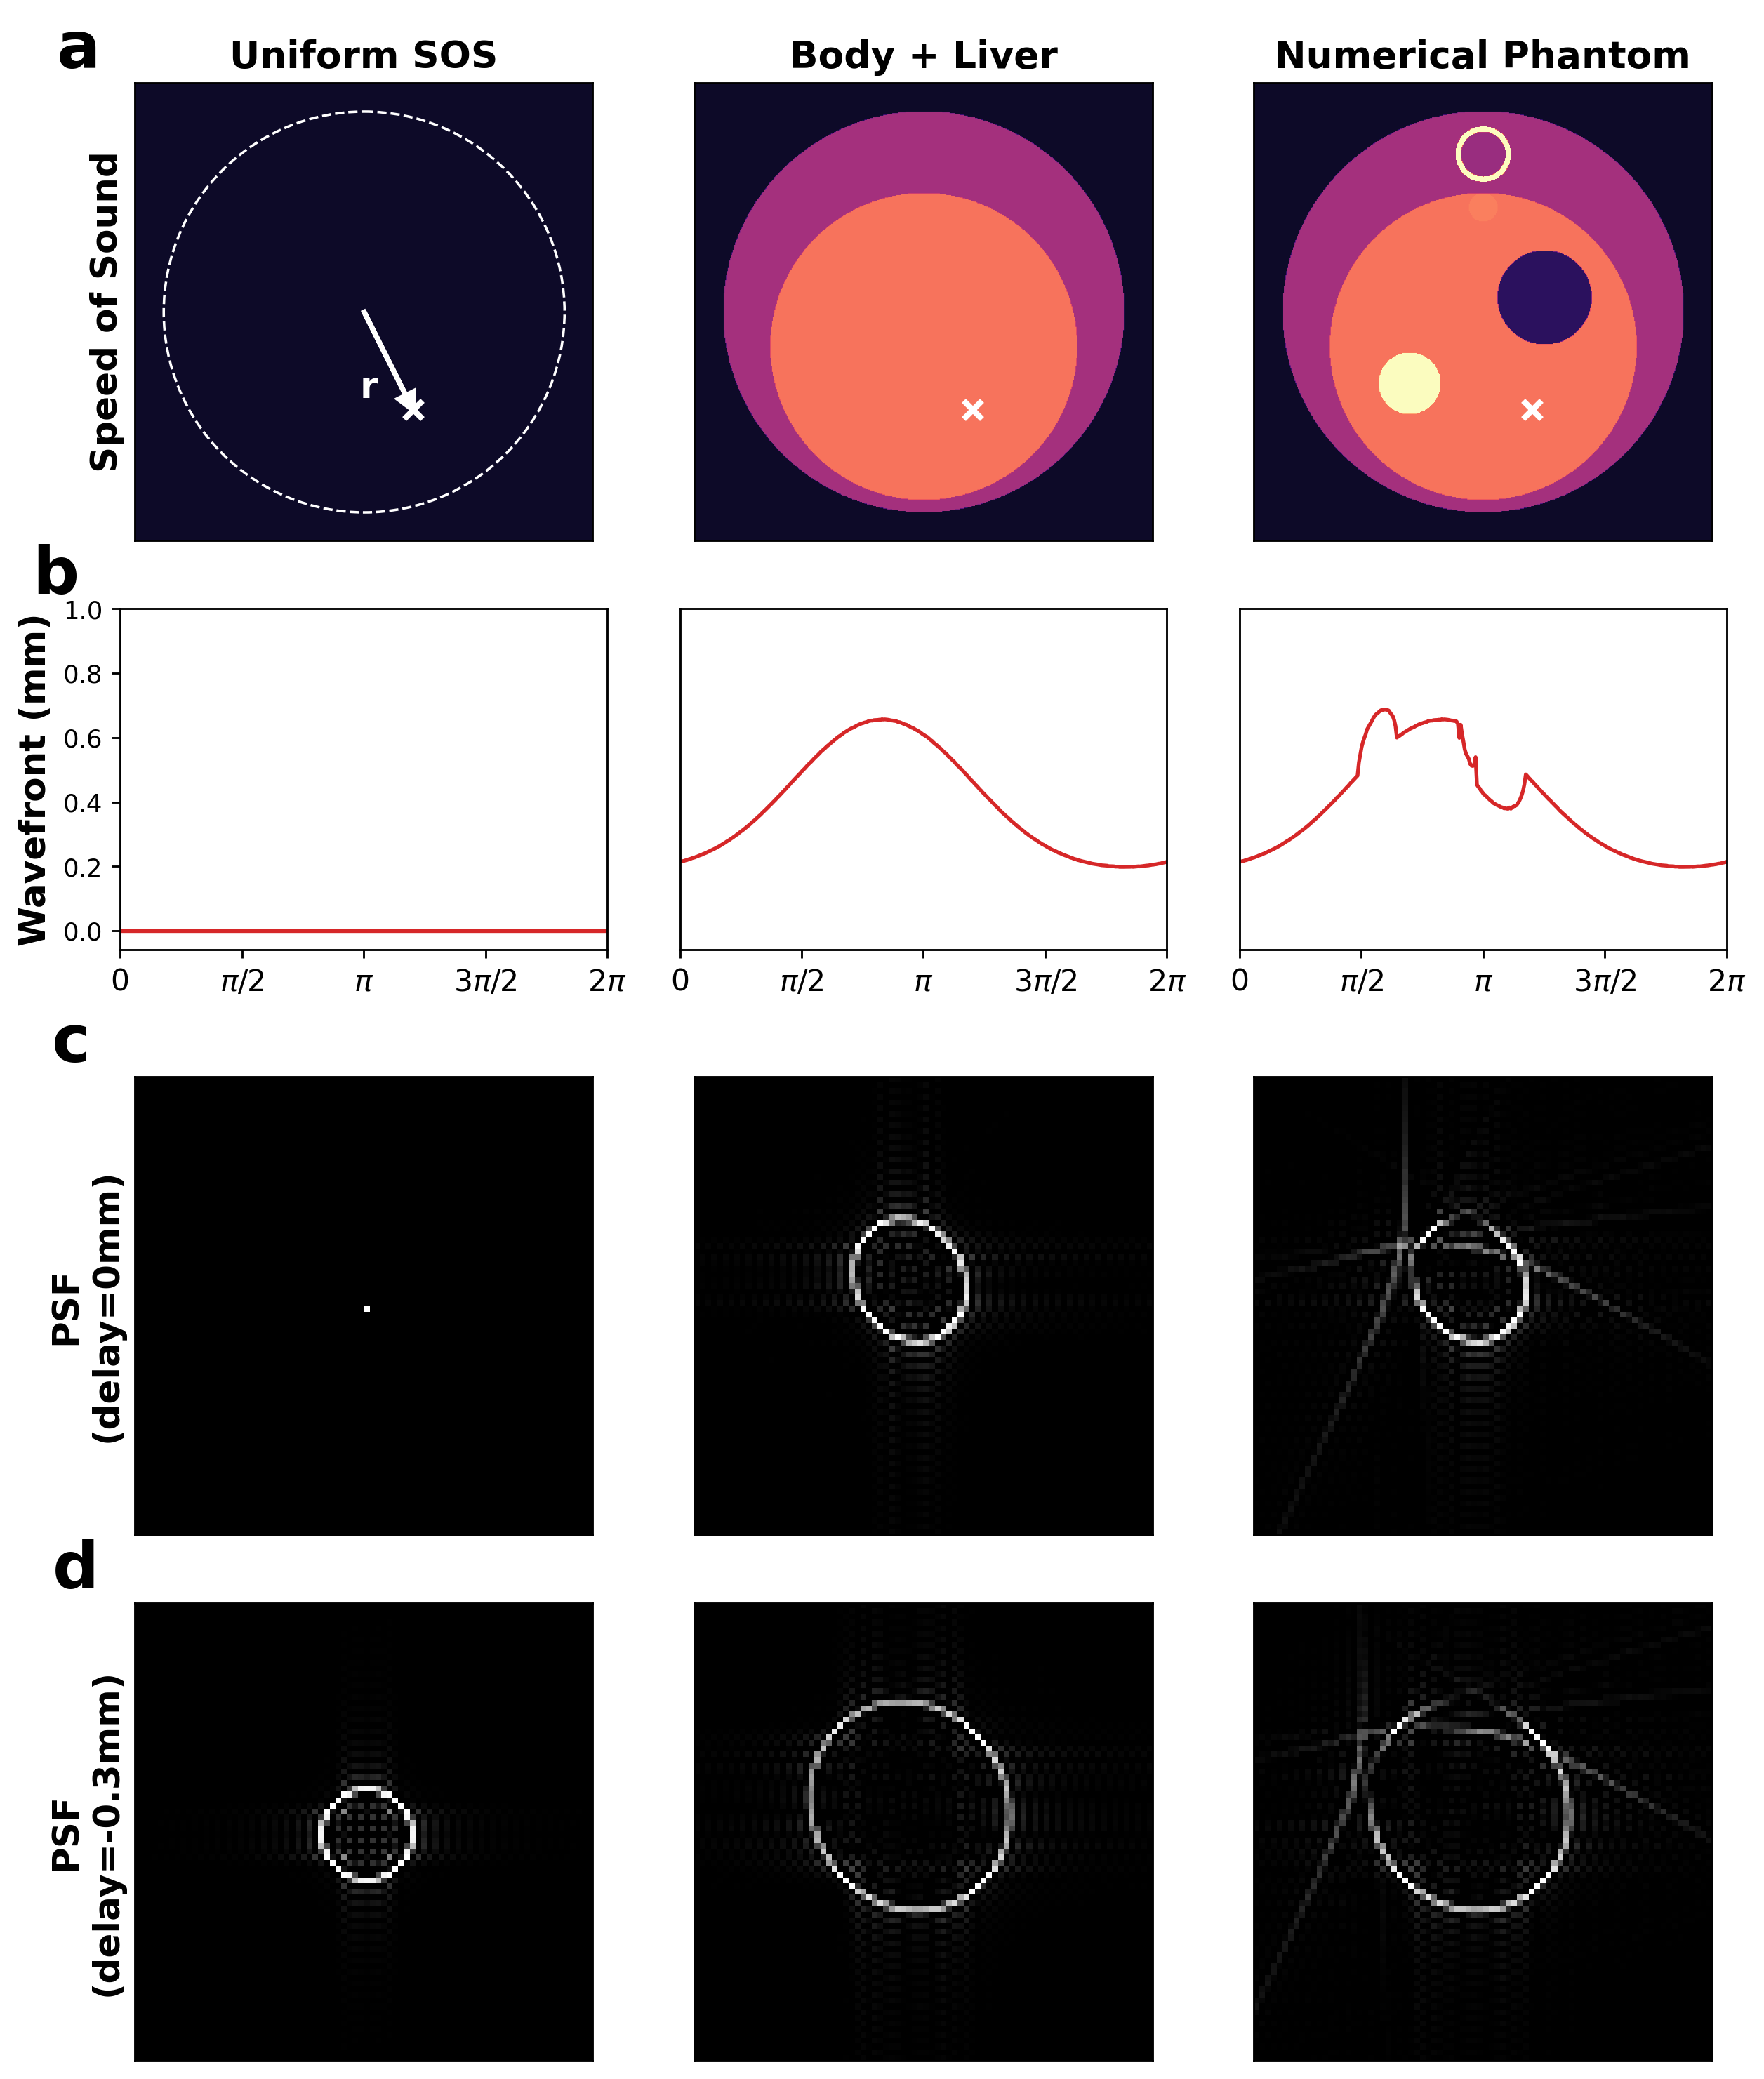 a
Uniform SOS
Body + Liver
Numerical Phantom
Speed of Sound
r
b
Wavefront (mm)
1.0
0.8
0.6
0.4
0.2
0.0
0 π/2 π 3π/2 2π
0 π/2 π 3π/2 2π
0 π/2 π 3π/2 2π
c
PSF
(delay=0mm)
d
PSF
(delay=-0.3mm)